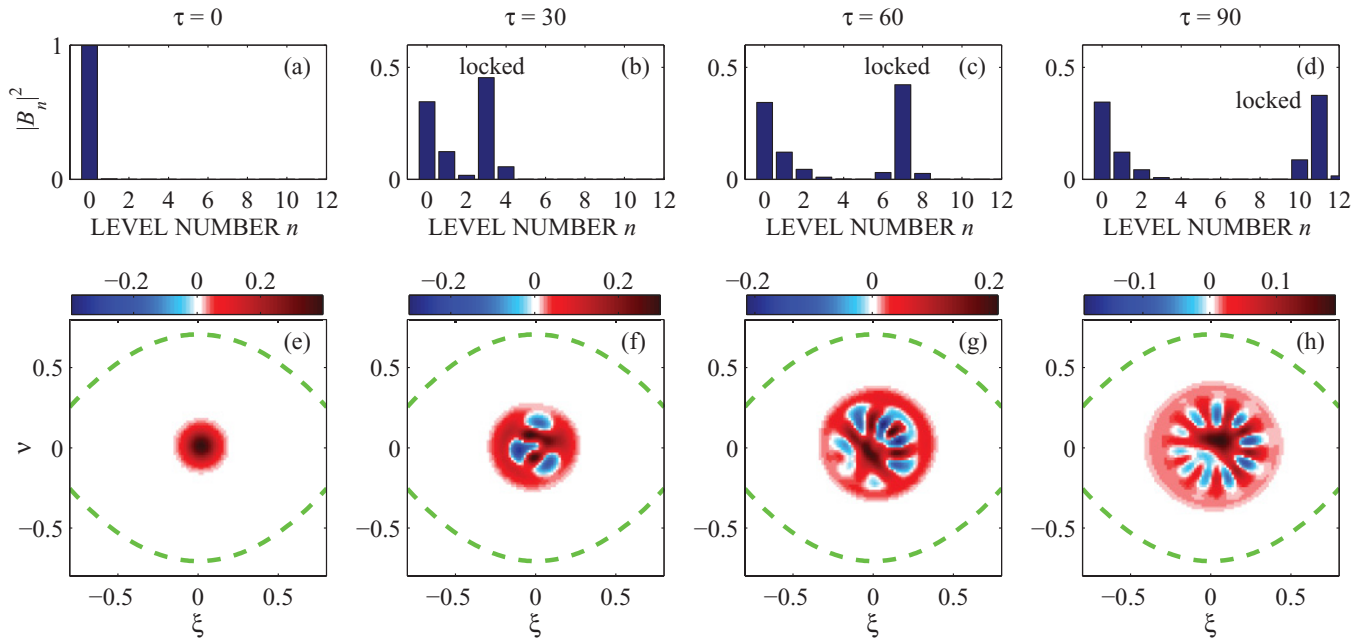 τ = 0 τ = 30 τ = 60 τ = 90
1 (a) 0.5 locked (b) 0.5 locked (c) 0.5 (d)
locked
|B_n|^2
0 0 0 0
0 2 4 6 8 10 12 0 2 4 6 8 10 12 0 2 4 6 8 10 12 0 2 4 6 8 10 12
LEVEL NUMBER n LEVEL NUMBER n LEVEL NUMBER n LEVEL NUMBER n
−0.2 0 0.2 −0.2 0 0.2 −0.2 0 0.2 −0.1 0 0.1
(e) (f) (g) (h)
0.5 0.5 0.5 0.5
ν 0 0 0 0
−0.5 −0.5 −0.5 −0.5
−0.5 0 0.5 −0.5 0 0.5 −0.5 0 0.5 −0.5 0 0.5
ξ ξ ξ ξ